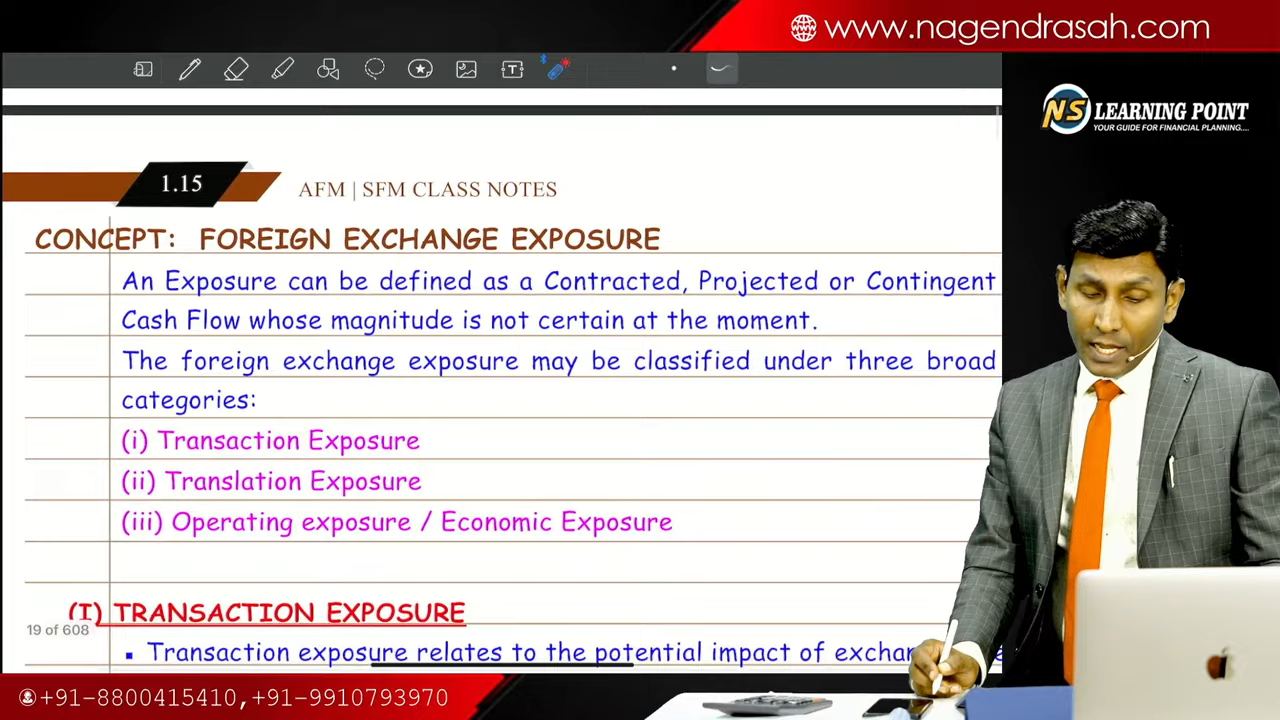 www.nagendrasah.com
NS LEARNING POINT
YOUR GUIDE FOR FINANCIAL PLANNING....
1.15
AFM | SFM CLASS NOTES
CONCEPT: FOREIGN EXCHANGE EXPOSURE
An Exposure can be defined as a Contracted, Projected or Contingent
Cash Flow whose magnitude is not certain at the moment.
The foreign exchange exposure may be classified under three broad
categories:
(i) Transaction Exposure
(ii) Translation Exposure
(iii) Operating exposure / Economic Exposure
(I) TRANSACTION EXPOSURE
19 of 608
▪ Transaction exposure relates to the potential impact of
+91-8800415410,+91-9910793970